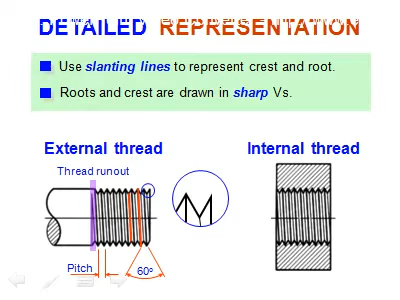 DETAILED REPRESENTATION
Use slanting lines to represent crest and root.
Roots and crest are drawn in sharp Vs.
External thread
Internal thread
Thread runout
Pitch
60o